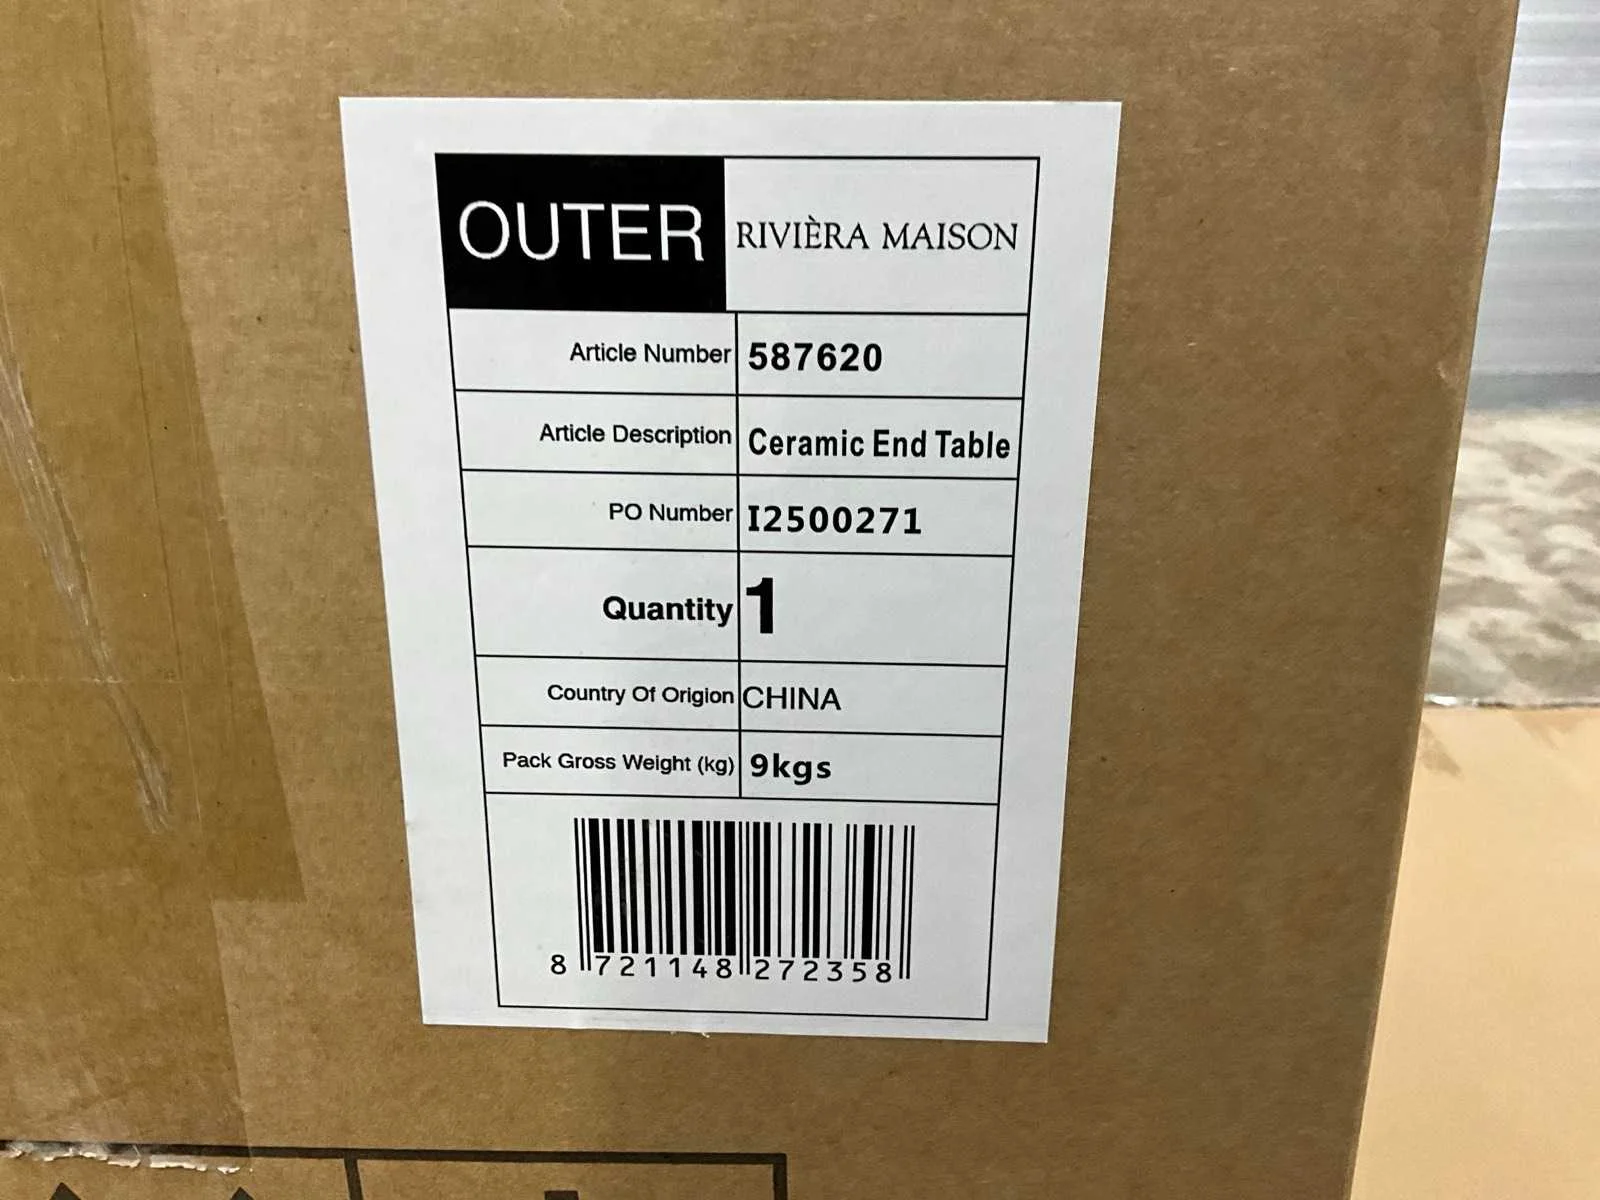 OUTER RIVIÈRA MAISON
Article Number 587620
Article Description Ceramic End Table
PO Number I2500271
Quantity 1
Country Of Origion CHINA
Pack Gross Weight (kg) 9kgs
8 721148 272358